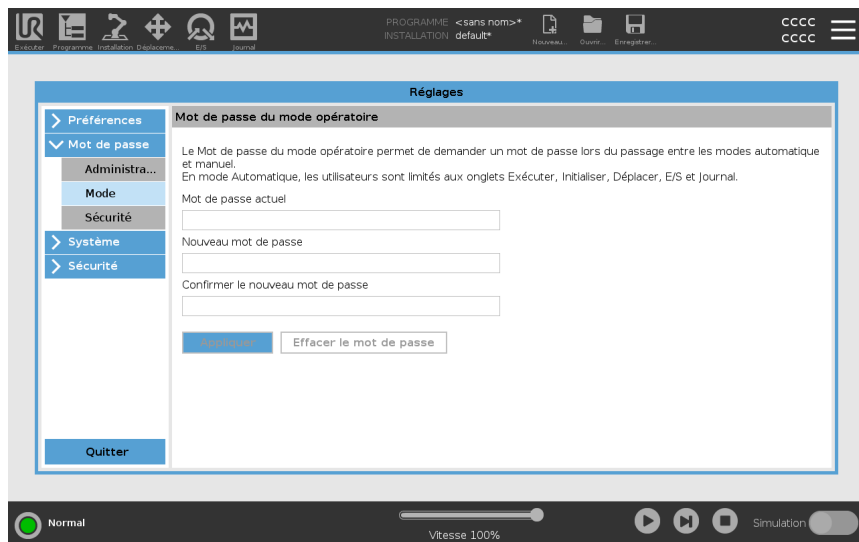 PROGRAMME <sans nom>*
INSTALLATION default*
CCCC
CCCC
Exécuter Programme Installation Déplaceme... E/S Journal
Nouveau... Ouvrir... Enregistrer...
Réglages
Préférences
Mot de passe
Administra...
Mode
Sécurité
Système
Sécurité
Quitter
Mot de passe du mode opératoire
Le Mot de passe du mode opératoire permet de demander un mot de passe lors du passage entre les modes automatique
et manuel.
En mode Automatique, les utilisateurs sont limités aux onglets Exécuter, Initialiser, Déplacer, E/S et Journal.
Mot de passe actuel
Nouveau mot de passe
Confirmer le nouveau mot de passe
Appliquer Effacer le mot de passe
Normal
Vitesse 100%
Simulation